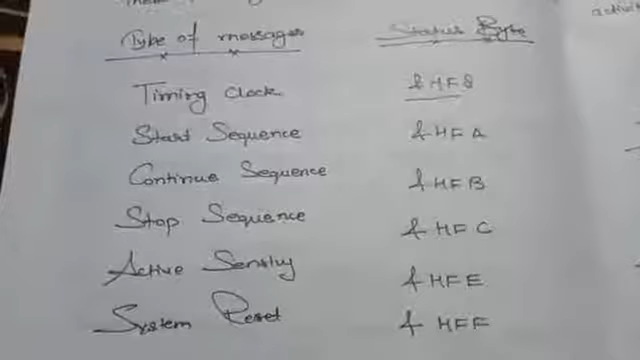 Type of messages Status Byte
Timing Clock &HF8
Start Sequence &HFA
Continue Sequence &HFB
Stop Sequence &HFC
Active Sensing &HFE
System Reset &HFF